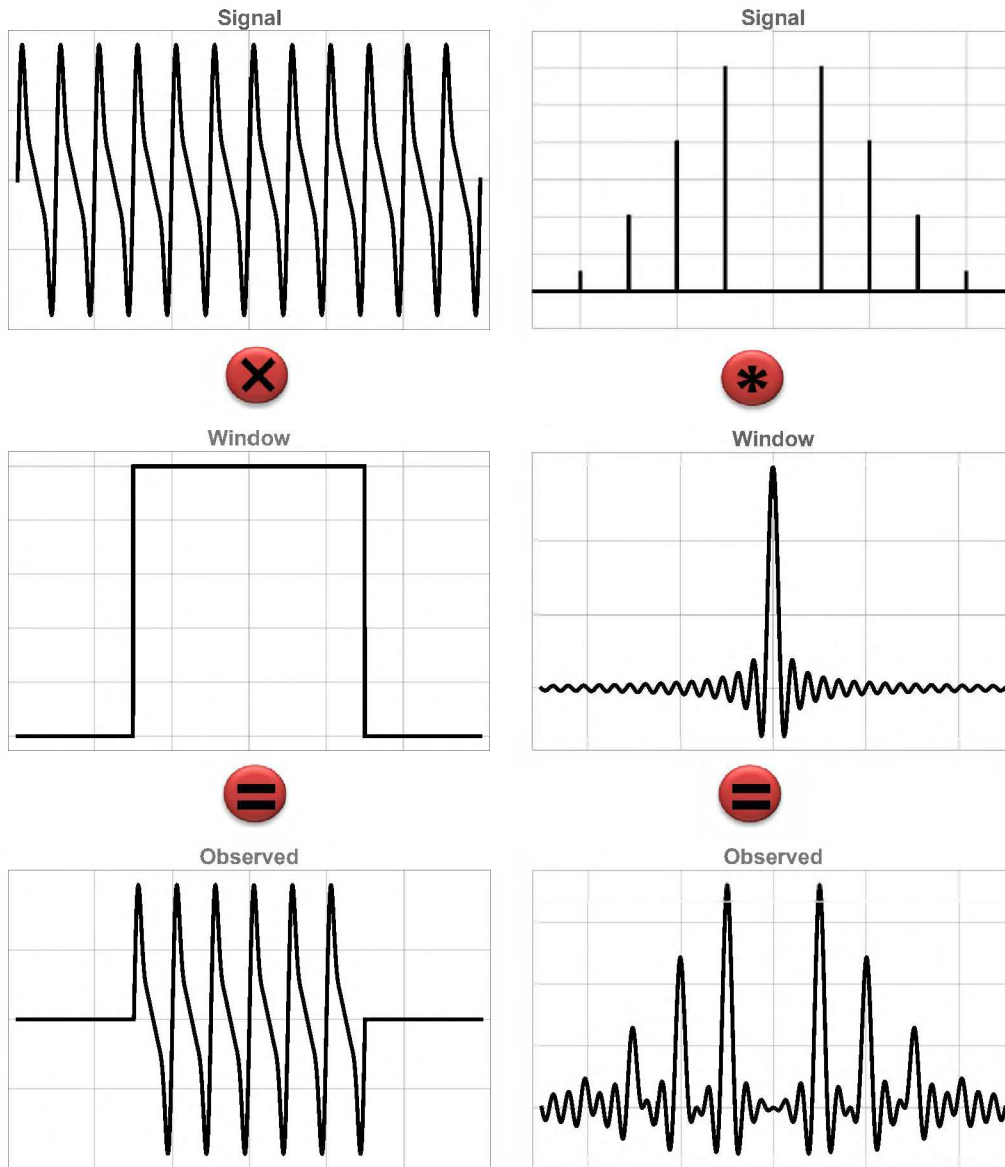 Signal
Signal
×
*
Window
Window
=
=
Observed
Observed